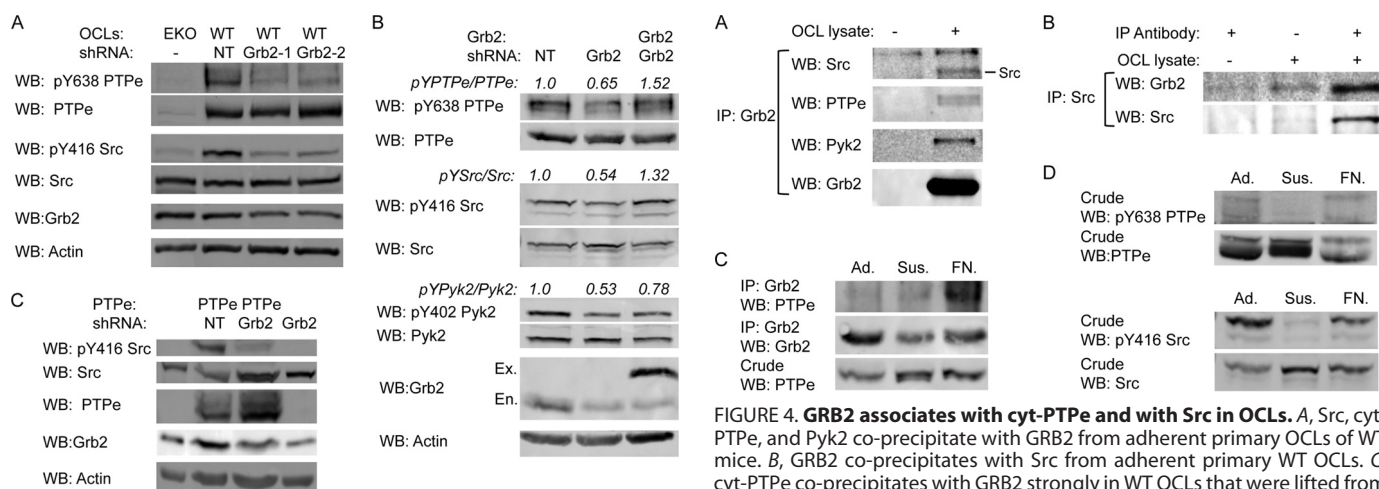 A
OCLs: EKO WT WT WT
shRNA: - NT Grb2-1 Grb2-2
WB: pY638 PTPe
WB: PTPe
WB: pY416 Src
WB: Src
WB:Grb2
WB: Actin
C
PTPe: PTPe PTPe
shRNA: NT Grb2 Grb2
WB: pY416 Src
WB: Src
WB: PTPe
WB:Grb2
WB: Actin
B
Grb2: Grb2
shRNA: NT Grb2 Grb2
pYPTPe/PTPe: 1.0 0.65 1.52
WB: pY638 PTPe
WB: PTPe
pYSrc/Src: 1.0 0.54 1.32
WB: pY416 Src
WB: Src
pYPyk2/Pyk2: 1.0 0.53 0.78
WB: pY402 Pyk2
WB: Pyk2
Ex.
WB:Grb2
En.
WB: Actin
A
OCL lysate: - +
WB: Src
Src
WB: PTPe
IP: Grb2
WB: Pyk2
WB: Grb2
B
IP Antibody: + - +
OCL lysate: - + +
WB: Grb2
IP: Src
WB: Src
C
Ad. Sus. FN.
IP: Grb2
WB: PTPe
IP: Grb2
WB: Grb2
Crude
WB: PTPe
D
Ad. Sus. FN.
Crude
WB: pY638 PTPe
Crude
WB:PTPe
Ad. Sus. FN.
Crude
WB: pY416 Src
Crude
WB: Src
FIGURE 4. GRB2 associates with cyt-PTPe and with Src in OCLs. A, Src, cyt-
PTPe, and Pyk2 co-precipitate with GRB2 from adherent primary OCLs of WT
mice. B, GRB2 co-precipitates with Src from adherent primary WT OCLs. C,
cyt-PTPe co-precipitates with GRB2 strongly in WT OCLs that were lifted from